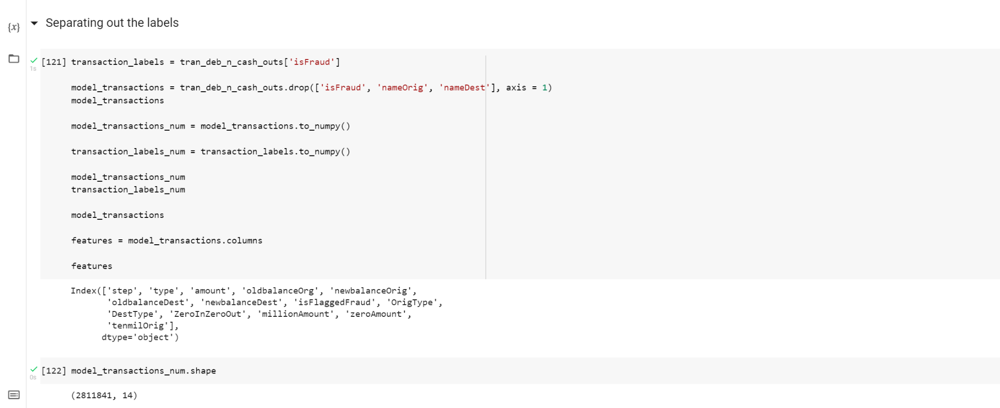 {x}
Separating out the labels
1s
[121] transaction_labels = tran_deb_n_cash_outs['isFraud']
model_transactions = tran_deb_n_cash_outs.drop(['isFraud', 'nameOrig', 'nameDest'], axis = 1)
model_transactions
model_transactions_num = model_transactions.to_numpy()
transaction_labels_num = transaction_labels.to_numpy()
model_transactions_num
transaction_labels_num
model_transactions
features = model_transactions.columns
features
Index(['step', 'type', 'amount', 'oldbalanceOrg', 'newbalanceOrig',
'oldbalanceDest', 'newbalanceDest', 'isFlaggedFraud', 'OrigType',
'DestType', 'ZeroInZeroOut', 'millionAmount', 'zeroAmount',
'tenmilOrig'],
dtype='object')
[122] model_transactions_num.shape
0s
(2811841, 14)